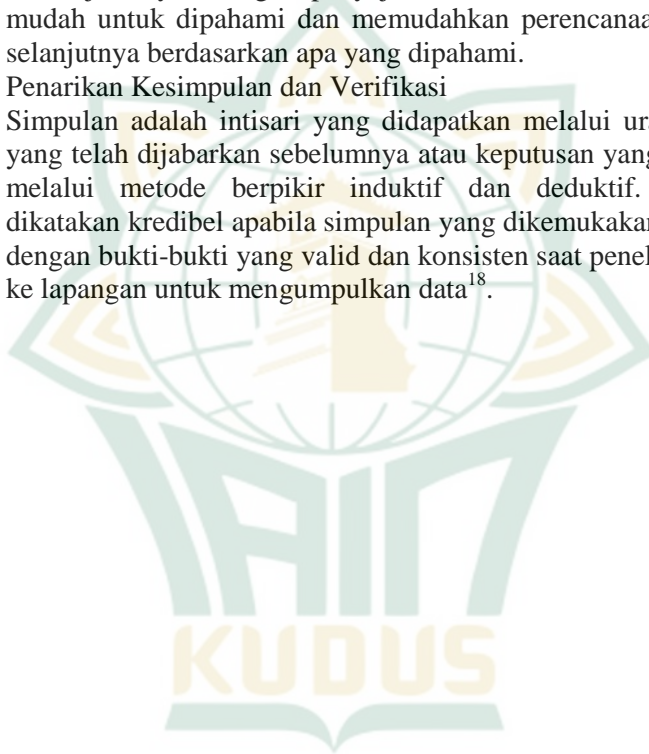 mudah untuk dipahami dan memudahkan perencanaa
selanjutnya berdasarkan apa yang dipahami.
Penarikan Kesimpulan dan Verifikasi
Simpulan adalah intisari yang didapatkan melalui ur
yang telah dijabarkan sebelumnya atau keputusan yang
melalui metode berpikir induktif dan deduktif.
dikatakan kredibel apabila simpulan yang dikemukakan
dengan bukti-bukti yang valid dan konsisten saat penel
ke lapangan untuk mengumpulkan data18.
IAIN
KUDUS